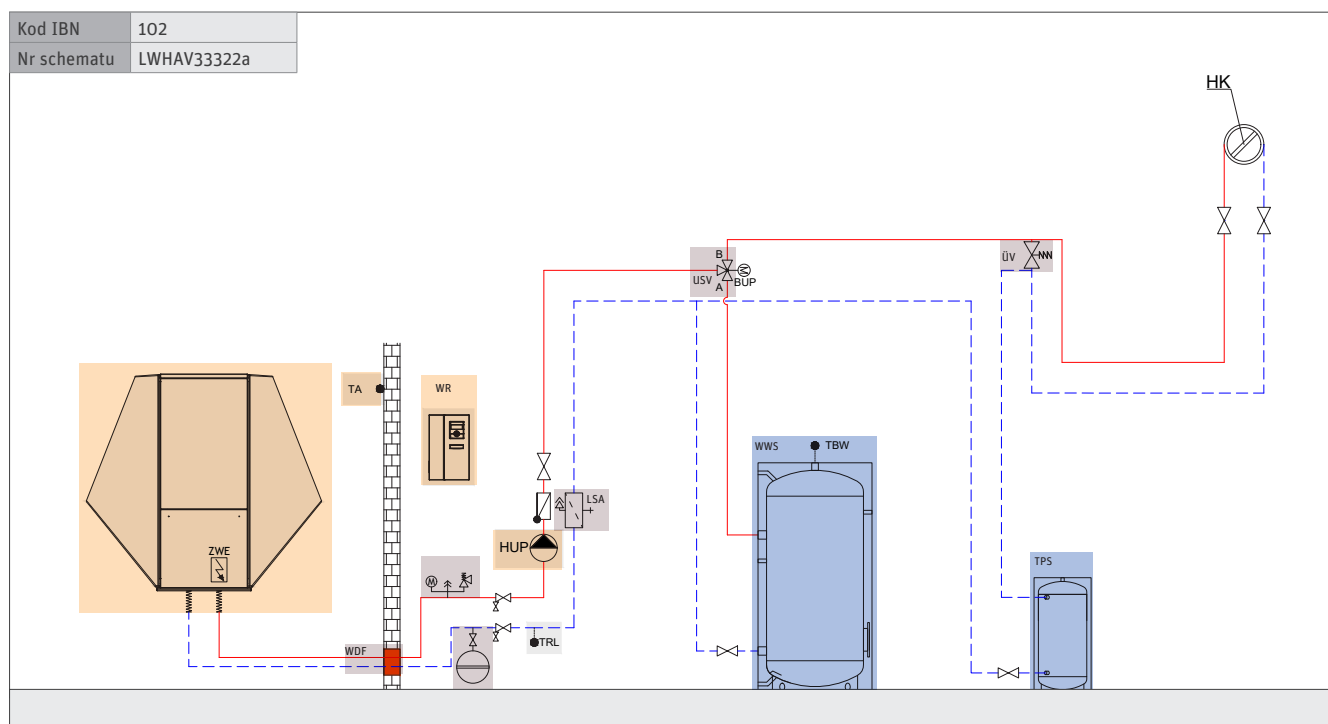 Kod IBN 102
Nr schematu LWHAV33322a
HK
B
USV
M
BUP
A
ÜV
TA
WR
WWS
TBW
LSA
HUP
ZWE
TPS
M
TRL
WDF